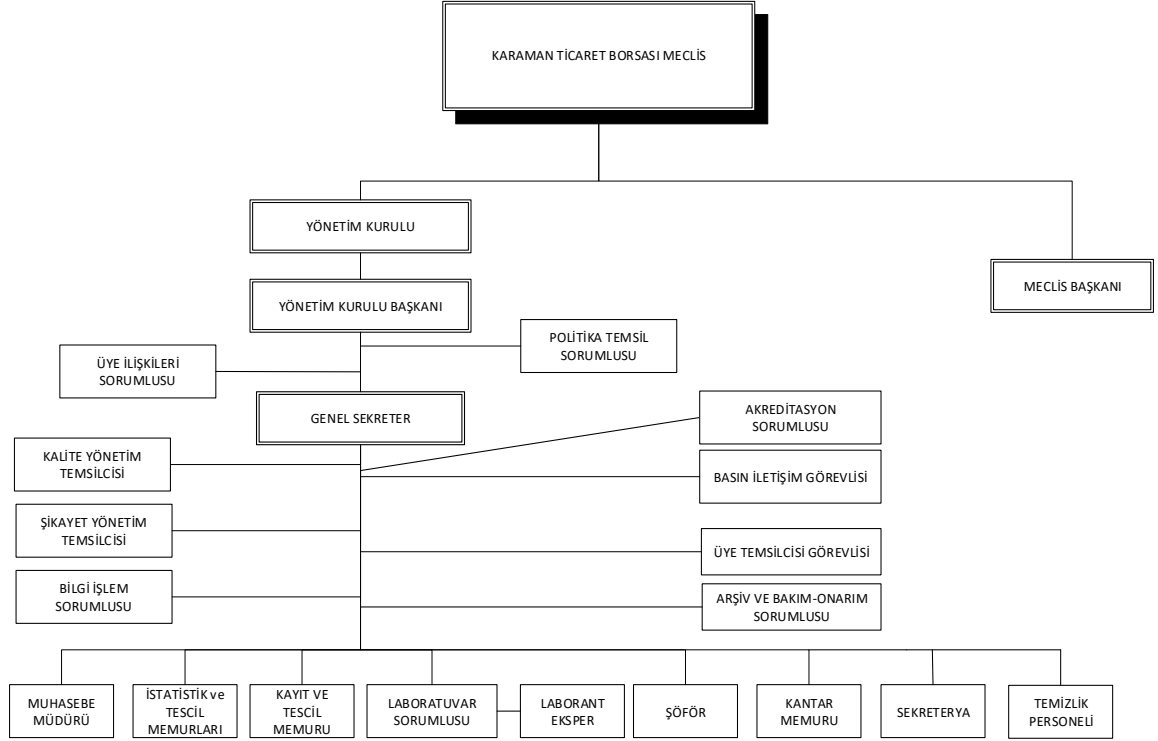 KARAMAN TİCARET BORSASI MECLİS
YÖNETİM KURULU
MECLİS BAŞKANI
YÖNETİM KURULU BAŞKANI
POLİTİKA TEMSİL
SORUMLUSU
ÜYE İLİŞKİLERİ
SORUMLUSU
GENEL SEKRETER
AKREDİTASYON
SORUMLUSU
KALİTE YÖNETİM
TEMSİLCİSİ
BASIN İLETİŞİM GÖREVLİSİ
ŞİKAYET YÖNETİM
TEMSİLCİSİ
ÜYE TEMSİLCİSİ GÖREVLİSİ
BİLGİ İŞLEM
SORUMLUSU
ARŞİV VE BAKIM-ONARIM
SORUMLUSU
MUHASEBE
MÜDÜRÜ
İSTATİSTİK ve
TESCİL
MEMURLARI
KAYIT VE
TESCİL
MEMURU
LABORATUVAR
SORUMLUSU
LABORANT
EKSPER
ŞÖFÖR
KANTAR
MEMURU
SEKRETERYA
TEMİZLİK
PERSONELİ